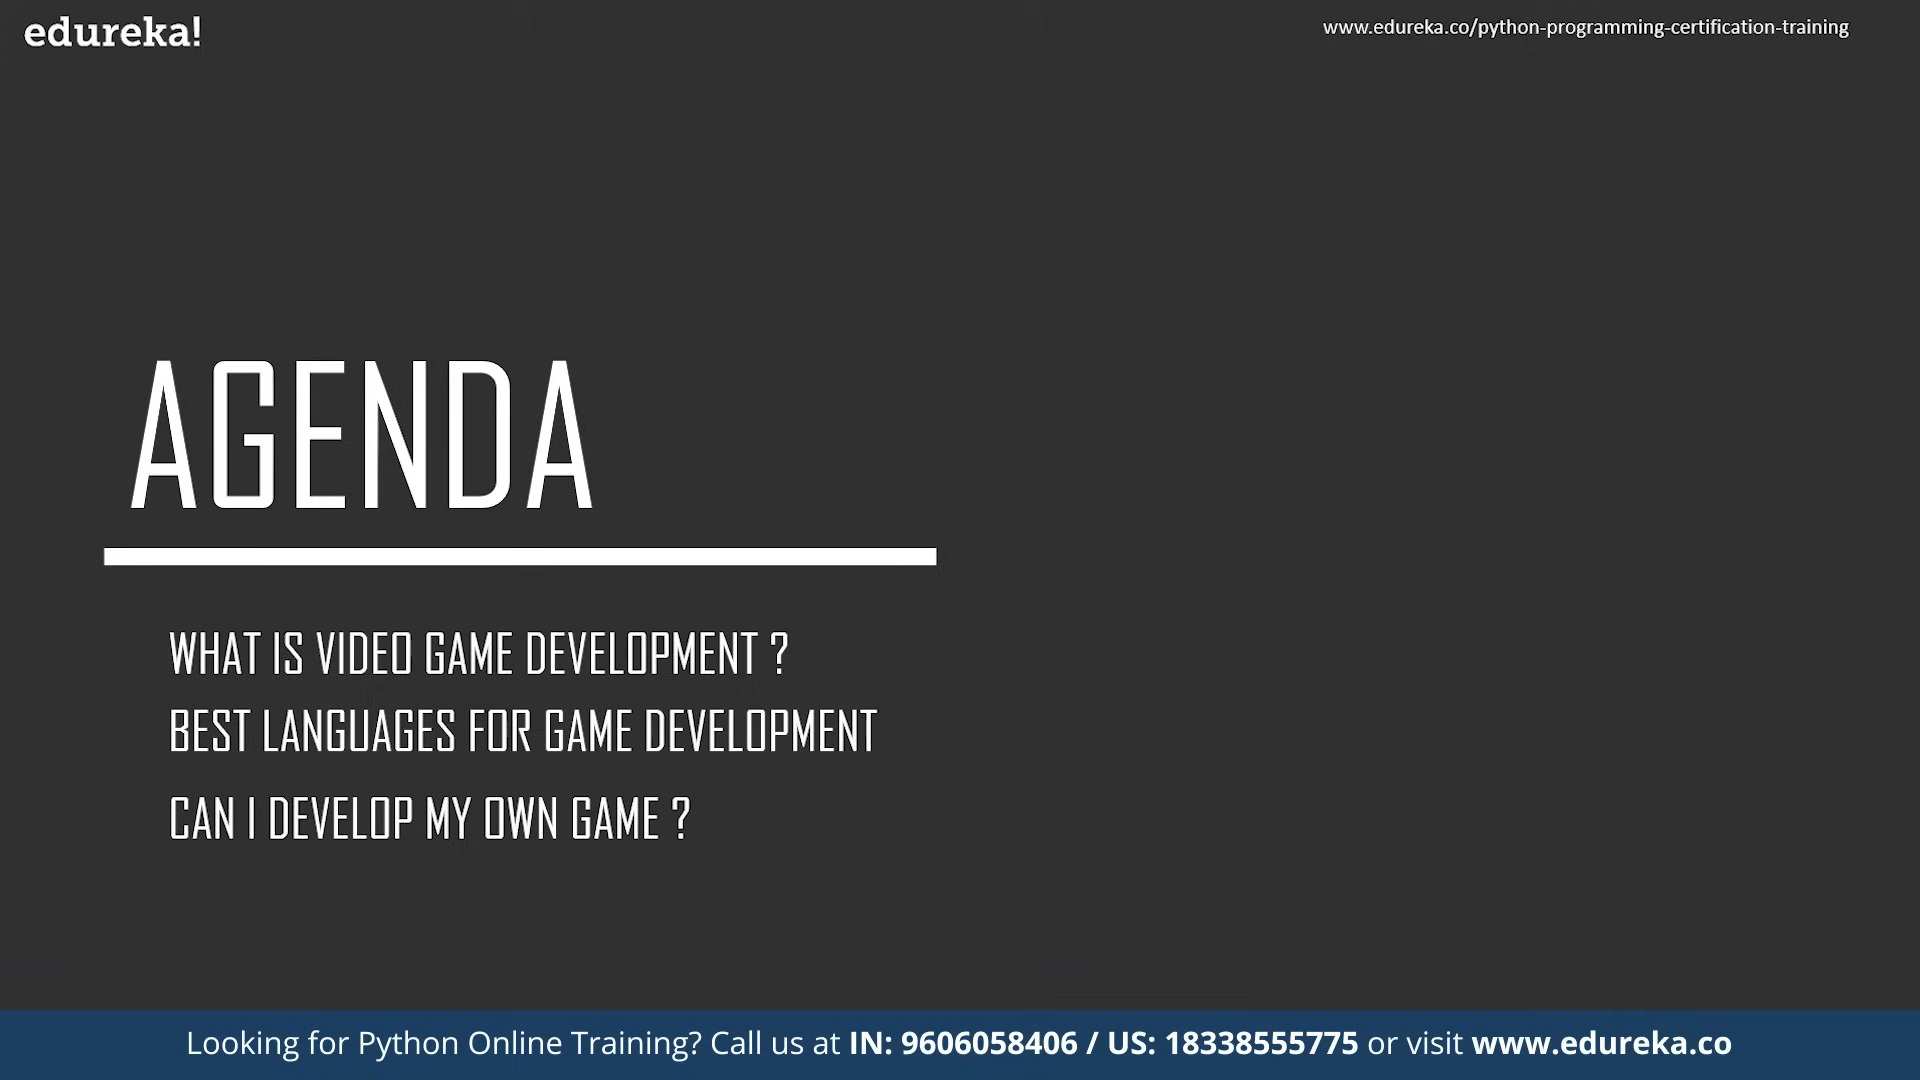 edureka!
www.edureka.co/python-programming-certification-training
AGENDA
WHAT IS VIDEO GAME DEVELOPMENT ?
BEST LANGUAGES FOR GAME DEVELOPMENT
CAN I DEVELOP MY OWN GAME ?
Looking for Python Online Training? Call us at IN: 9606058406 / US: 18338555775 or visit www.edureka.co